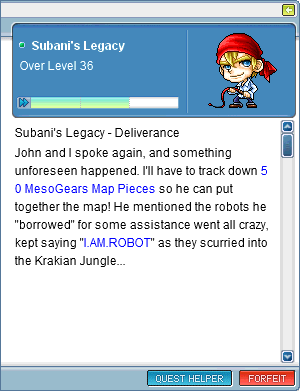 Subani's Legacy
Over Level 36
Subani's Legacy - Deliverance
John and I spoke again, and something
unforeseen happened. I'll have to track down 5
0 MesoGears Map Pieces so he can put
together the map! He mentioned the robots he
"borrowed" for some assistance went all crazy,
kept saying "I.AM.ROBOT" as they scurried into
the Krakian Jungle...
QUEST HELPER
FORFEIT